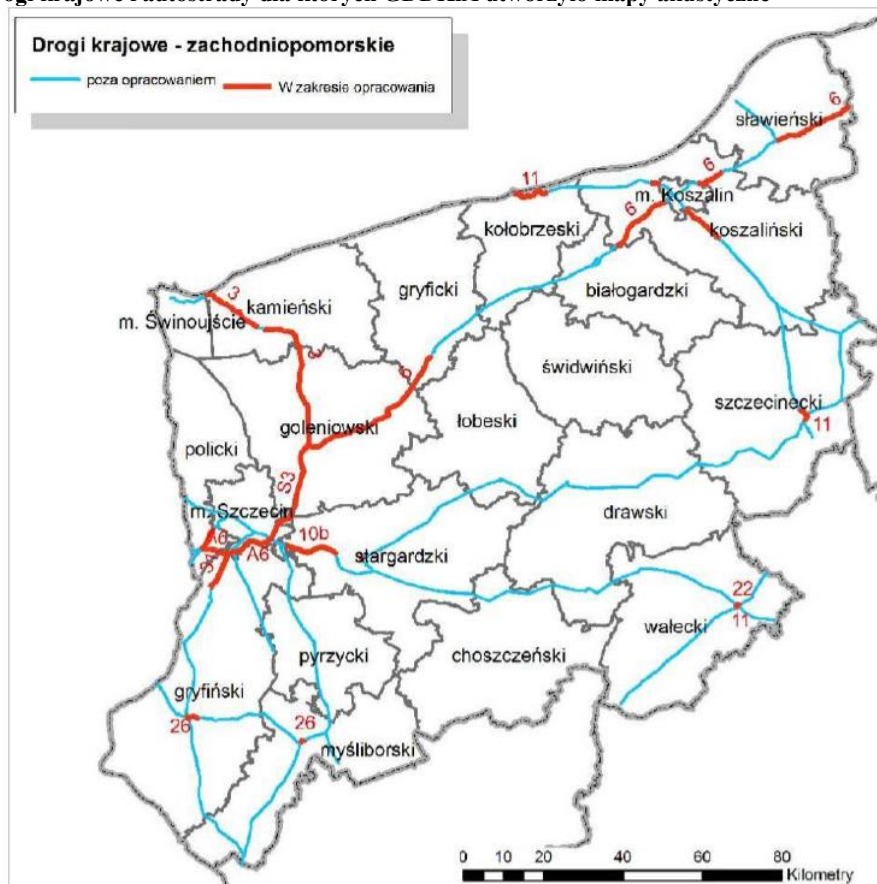 Drogi krajowe - zachodniopomorskie
poza opracowaniem
W zakresie opracowania
6
sławieński
6
11
m. Koszalin
6
kołobrzeski
koszaliński
3
kamieński
gryficki
białogardzki
m. Świnoujście
3
świdwiński
6
szczecinecki
goleniowski
łobeski
11
policki
S3
m. Szczecin
drawski
A6
10b
A6
stargardzki
22
11
wałecki
pyrzycki
choszczeński
gryfiński
26
26
myśliborski
0 10 20 40 60 80
Kilometry